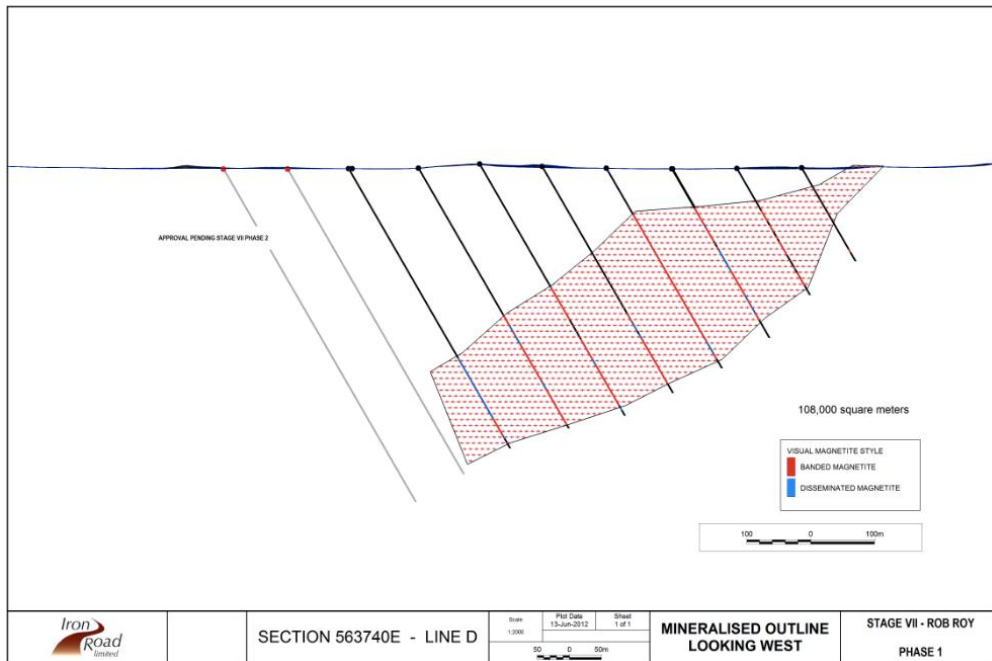 APPROVAL PENDING STAGE VII PHASE 2
108,000 square meters
VISUAL MAGNETITE STYLE
BANDED MAGNETITE
DISSEMINATED MAGNETITE
100 0 100m
Iron
Road
limited
SECTION 563740E - LINE D
Scale
1:2000
Plot Date
13-Jun-2012
Sheet
1 of 1
50 0 50m
MINERALISED OUTLINE
LOOKING WEST
STAGE VII - ROB ROY
PHASE 1